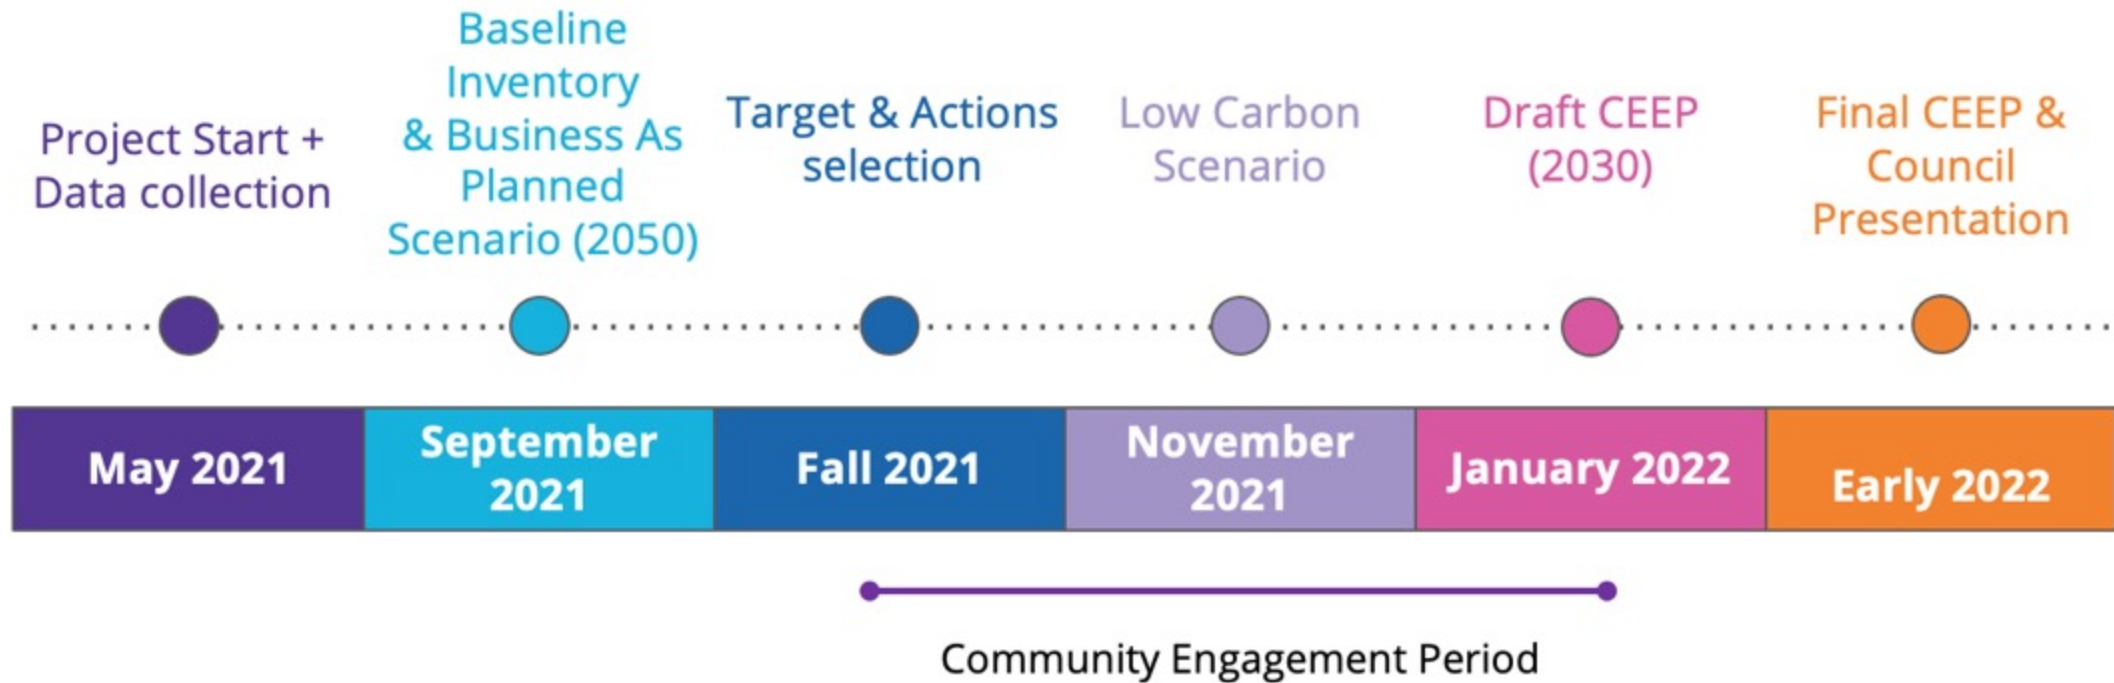 Project Start +
Data collection
Baseline
Inventory
& Business As
Planned
Scenario (2050)
Target & Actions
selection
Low Carbon
Scenario
Draft CEEP
(2030)
Final CEEP &
Council
Presentation
May 2021
September
2021
Fall 2021
November
2021
January 2022
Early 2022
Community Engagement Period